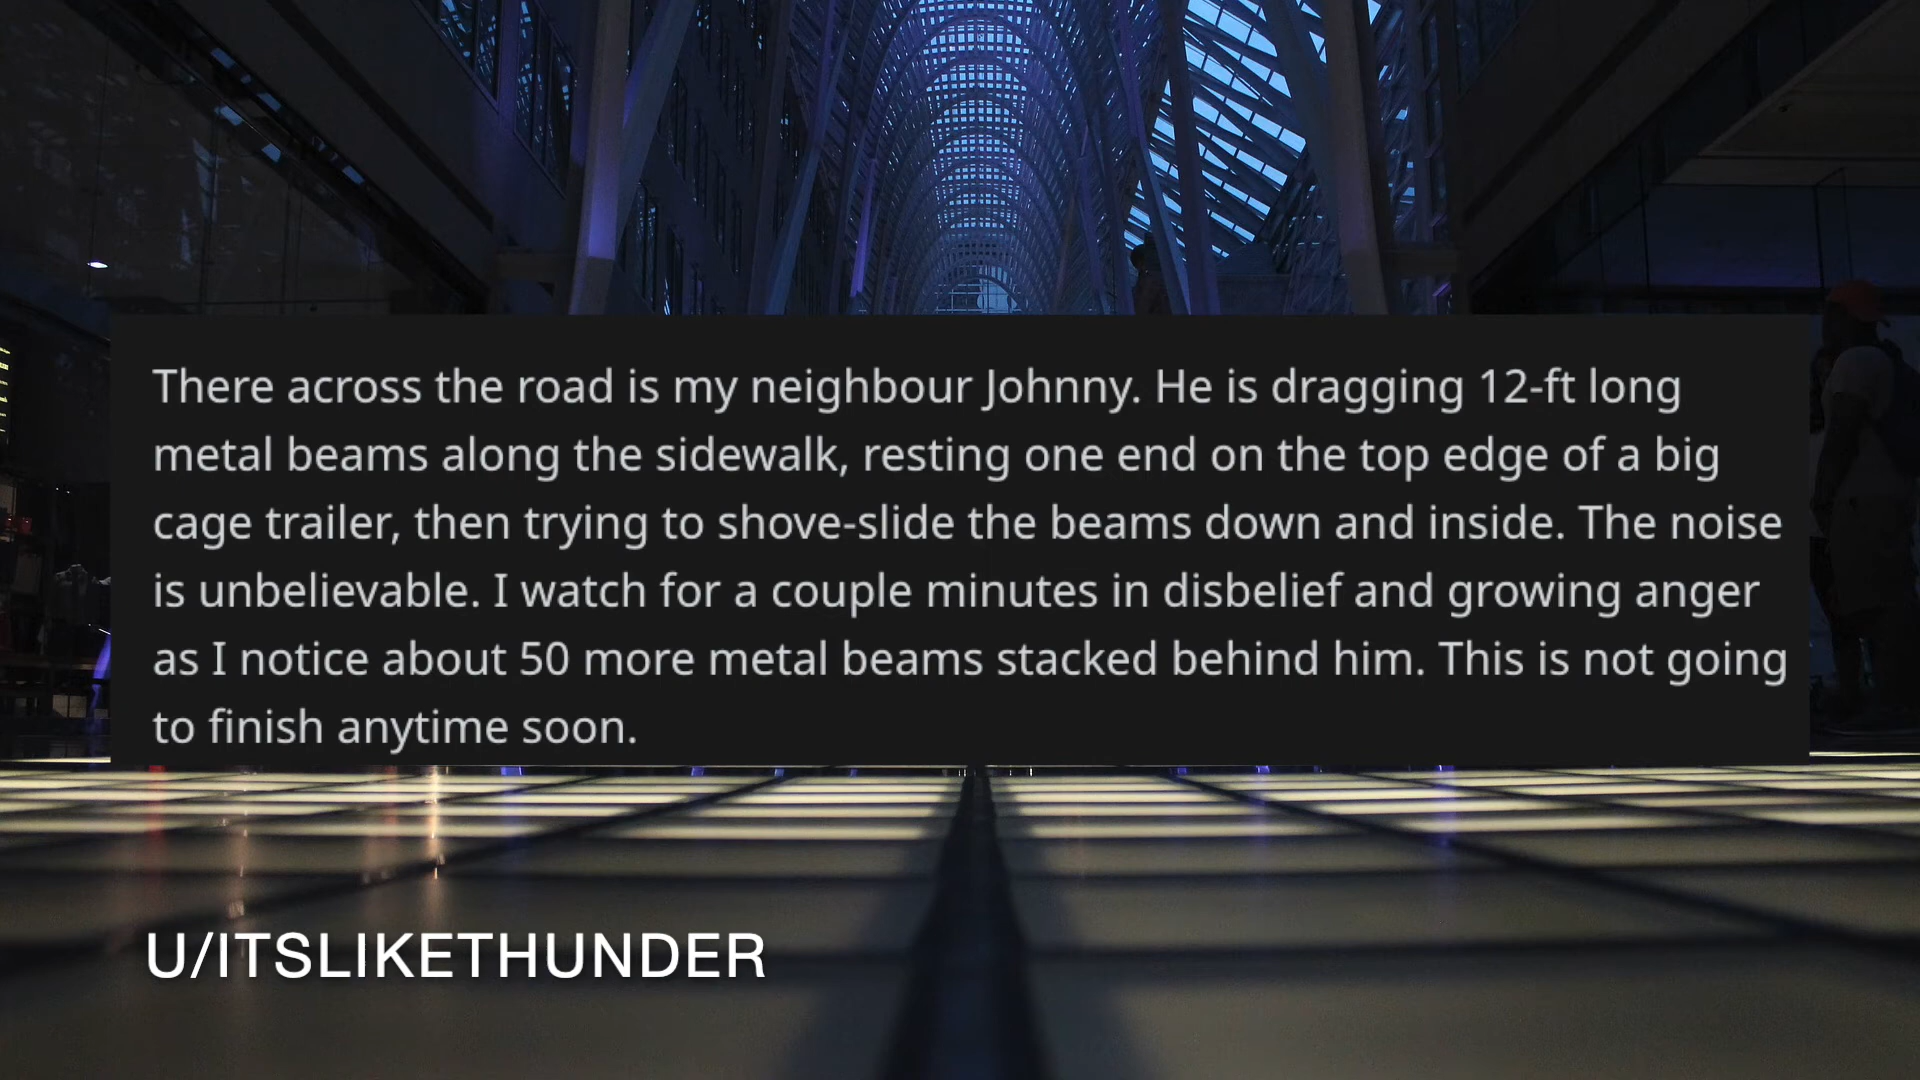 There across the road is my neighbour Johnny. He is dragging 12-ft long
metal beams along the sidewalk, resting one end on the top edge of a big
cage trailer, then trying to shove-slide the beams down and inside. The noise
is unbelievable. I watch for a couple minutes in disbelief and growing anger
as I notice about 50 more metal beams stacked behind him. This is not going
to finish anytime soon.
U/ITSLIKETHUNDER